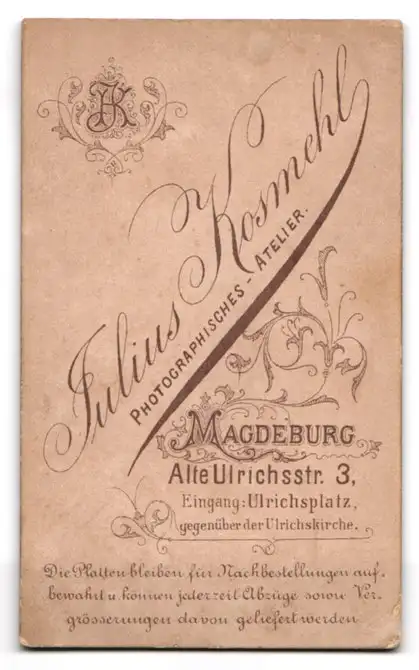 JK
Julius Kosmehl
PHOTOGRAPHISCHES - ATELIER.
MAGDEBURG
Alte Ulrichsstr. 3,
Eingang: Ulrichsplatz,
gegenüber der Ulrichskirche.
Die Platten bleiben für Nachbestellungen auf-
bewahrt u. können jederzeit Abzüge sowie Ver-
grösserungen davon geliefert werden.